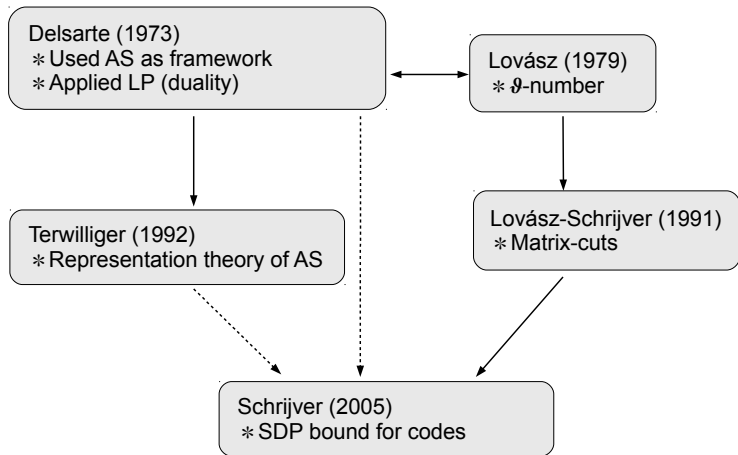 Delsarte (1973)
∗ Used AS as framework
∗ Applied LP (duality)
Lovász (1979)
∗ ϑ-number
Terwilliger (1992)
∗ Representation theory of AS
Lovász-Schrijver (1991)
∗ Matrix-cuts
Schrijver (2005)
∗ SDP bound for codes